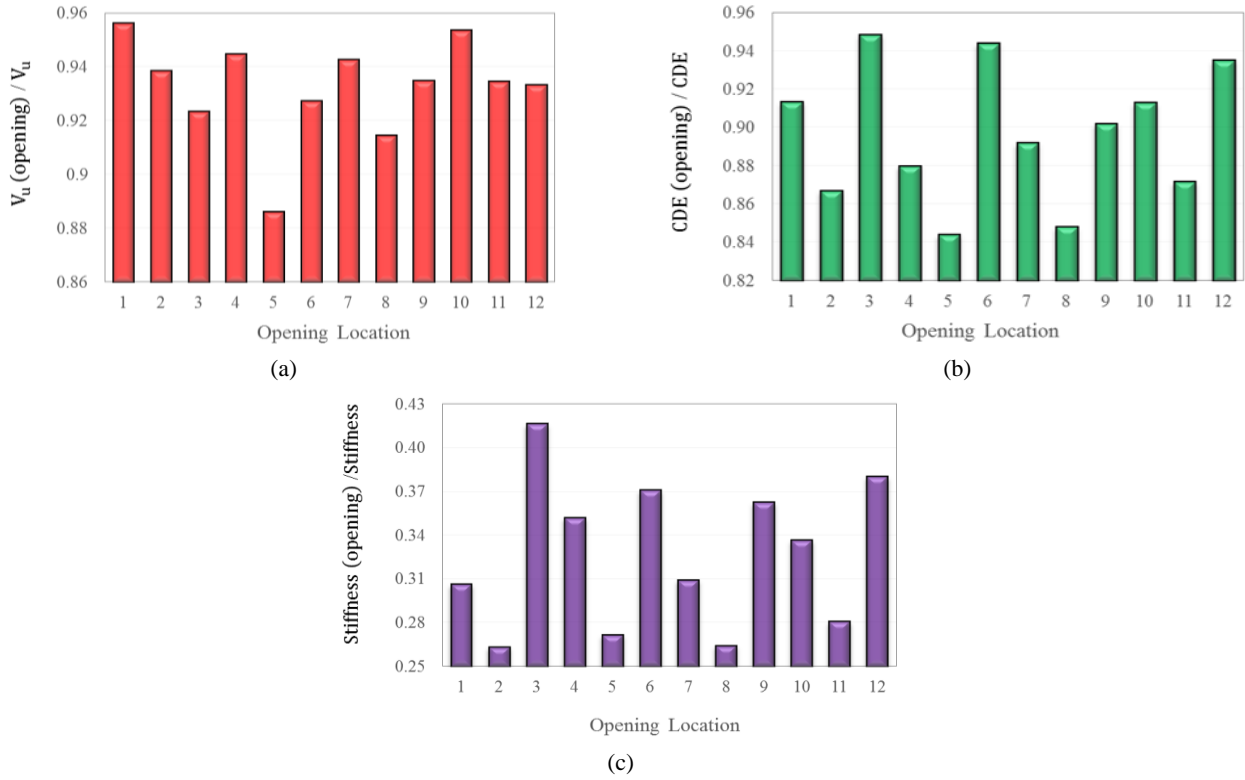 V_u (opening) / V_u
0.96
0.94
0.92
0.9
0.88
0.86
1 2 3 4 5 6 7 8 9 10 11 12
Opening Location
(a)
CDE (opening) / CDE
0.96
0.94
0.92
0.90
0.88
0.86
0.84
0.82
1 2 3 4 5 6 7 8 9 10 11 12
Opening Location
(b)
Stiffness (opening) /Stiffness
0.43
0.40
0.37
0.34
0.31
0.28
0.25
1 2 3 4 5 6 7 8 9 10 11 12
Opening Location
(c)